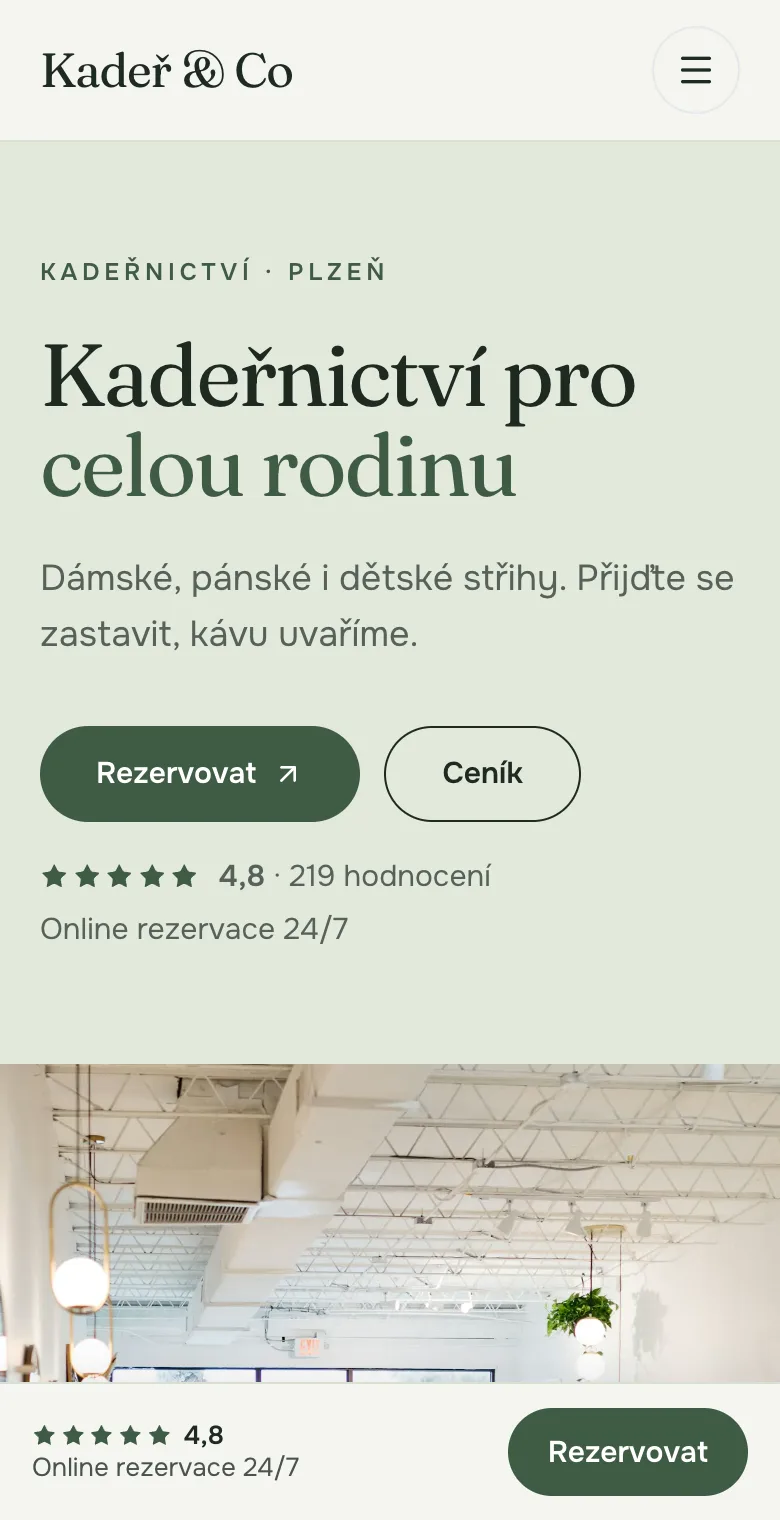 Kadeř & Co
KADEŘNICTVÍ · PLZEŇ
Kadeřnictví pro
celou rodinu
Dámské, pánské i dětské střihy. Přijďte se
zastavit, kávu uvaříme.
Rezervovat
Ceník
4,8 · 219 hodnocení
Online rezervace 24/7
EXIT
4,8
Online rezervace 24/7
Rezervovat